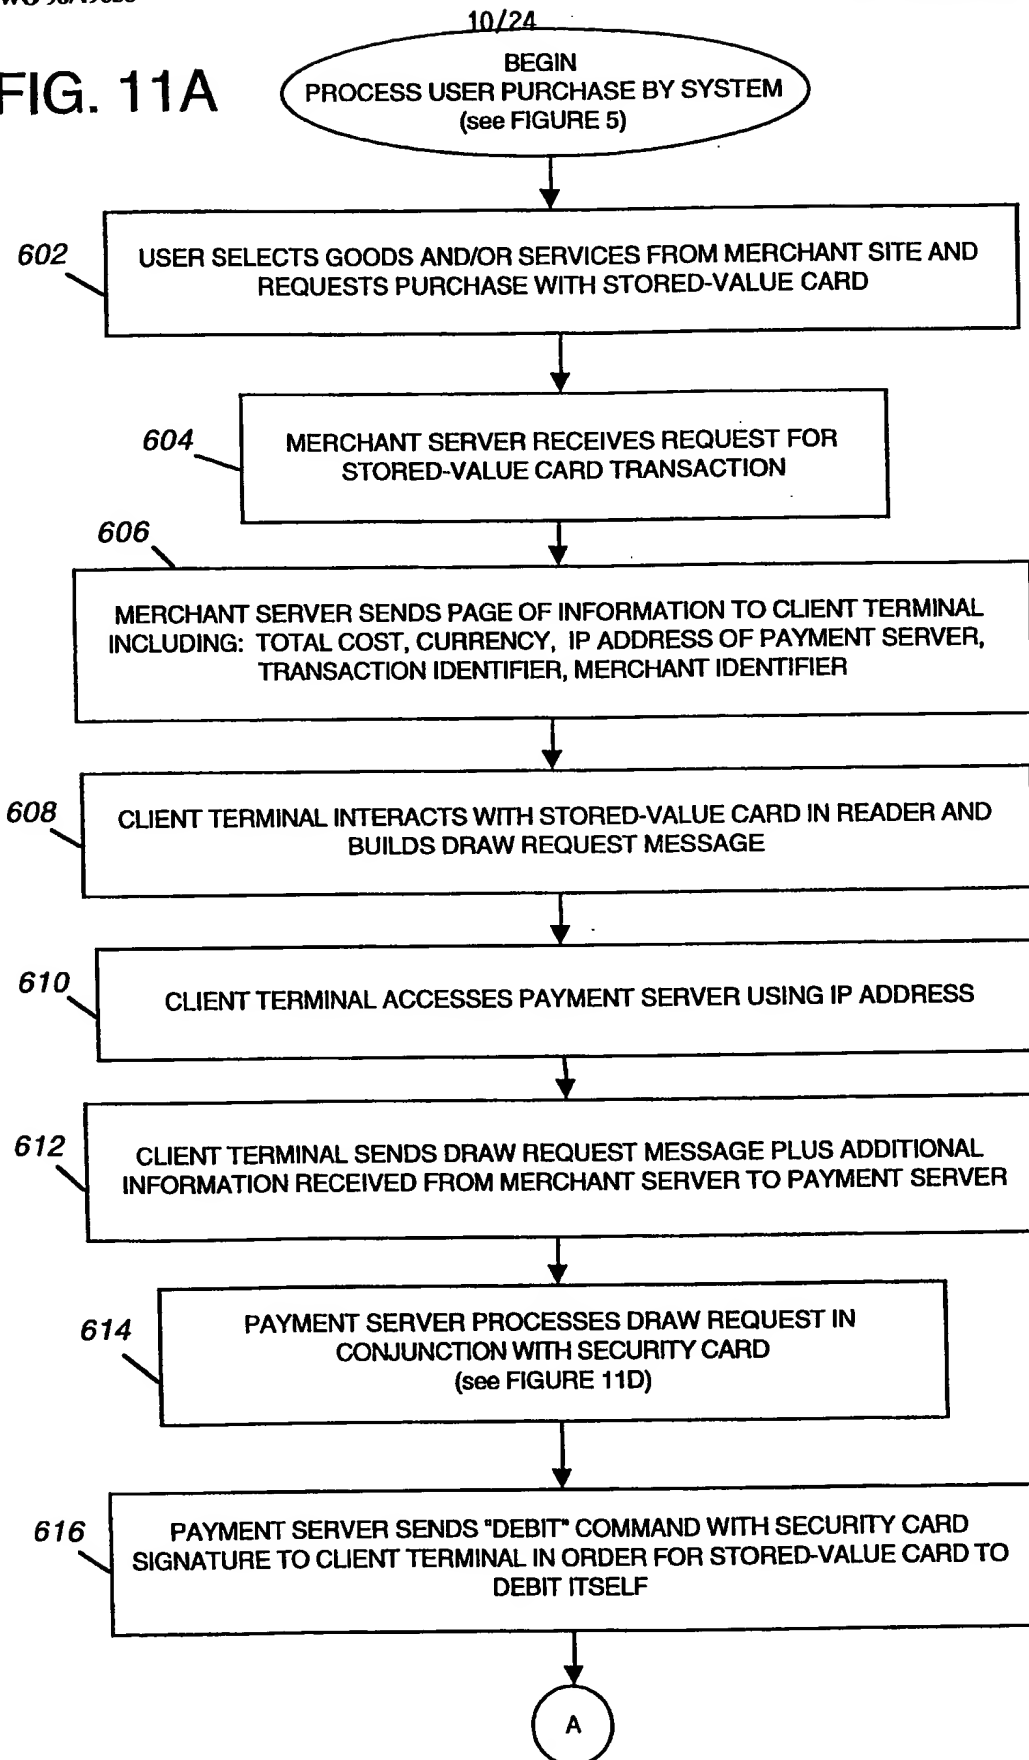 10/24
FIG. 11A
BEGIN
PROCESS USER PURCHASE BY SYSTEM
(see FIGURE 5)
602
USER SELECTS GOODS AND/OR SERVICES FROM MERCHANT SITE AND
REQUESTS PURCHASE WITH STORED-VALUE CARD
604
MERCHANT SERVER RECEIVES REQUEST FOR
STORED-VALUE CARD TRANSACTION
606
MERCHANT SERVER SENDS PAGE OF INFORMATION TO CLIENT TERMINAL
INCLUDING: TOTAL COST, CURRENCY, IP ADDRESS OF PAYMENT SERVER,
TRANSACTION IDENTIFIER, MERCHANT IDENTIFIER
608
CLIENT TERMINAL INTERACTS WITH STORED-VALUE CARD IN READER AND
BUILDS DRAW REQUEST MESSAGE
610
CLIENT TERMINAL ACCESSES PAYMENT SERVER USING IP ADDRESS
612
CLIENT TERMINAL SENDS DRAW REQUEST MESSAGE PLUS ADDITIONAL
INFORMATION RECEIVED FROM MERCHANT SERVER TO PAYMENT SERVER
614
PAYMENT SERVER PROCESSES DRAW REQUEST IN
CONJUNCTION WITH SECURITY CARD
(see FIGURE 11D)
616
PAYMENT SERVER SENDS "DEBIT" COMMAND WITH SECURITY CARD
SIGNATURE TO CLIENT TERMINAL IN ORDER FOR STORED-VALUE CARD TO
DEBIT ITSELF
A